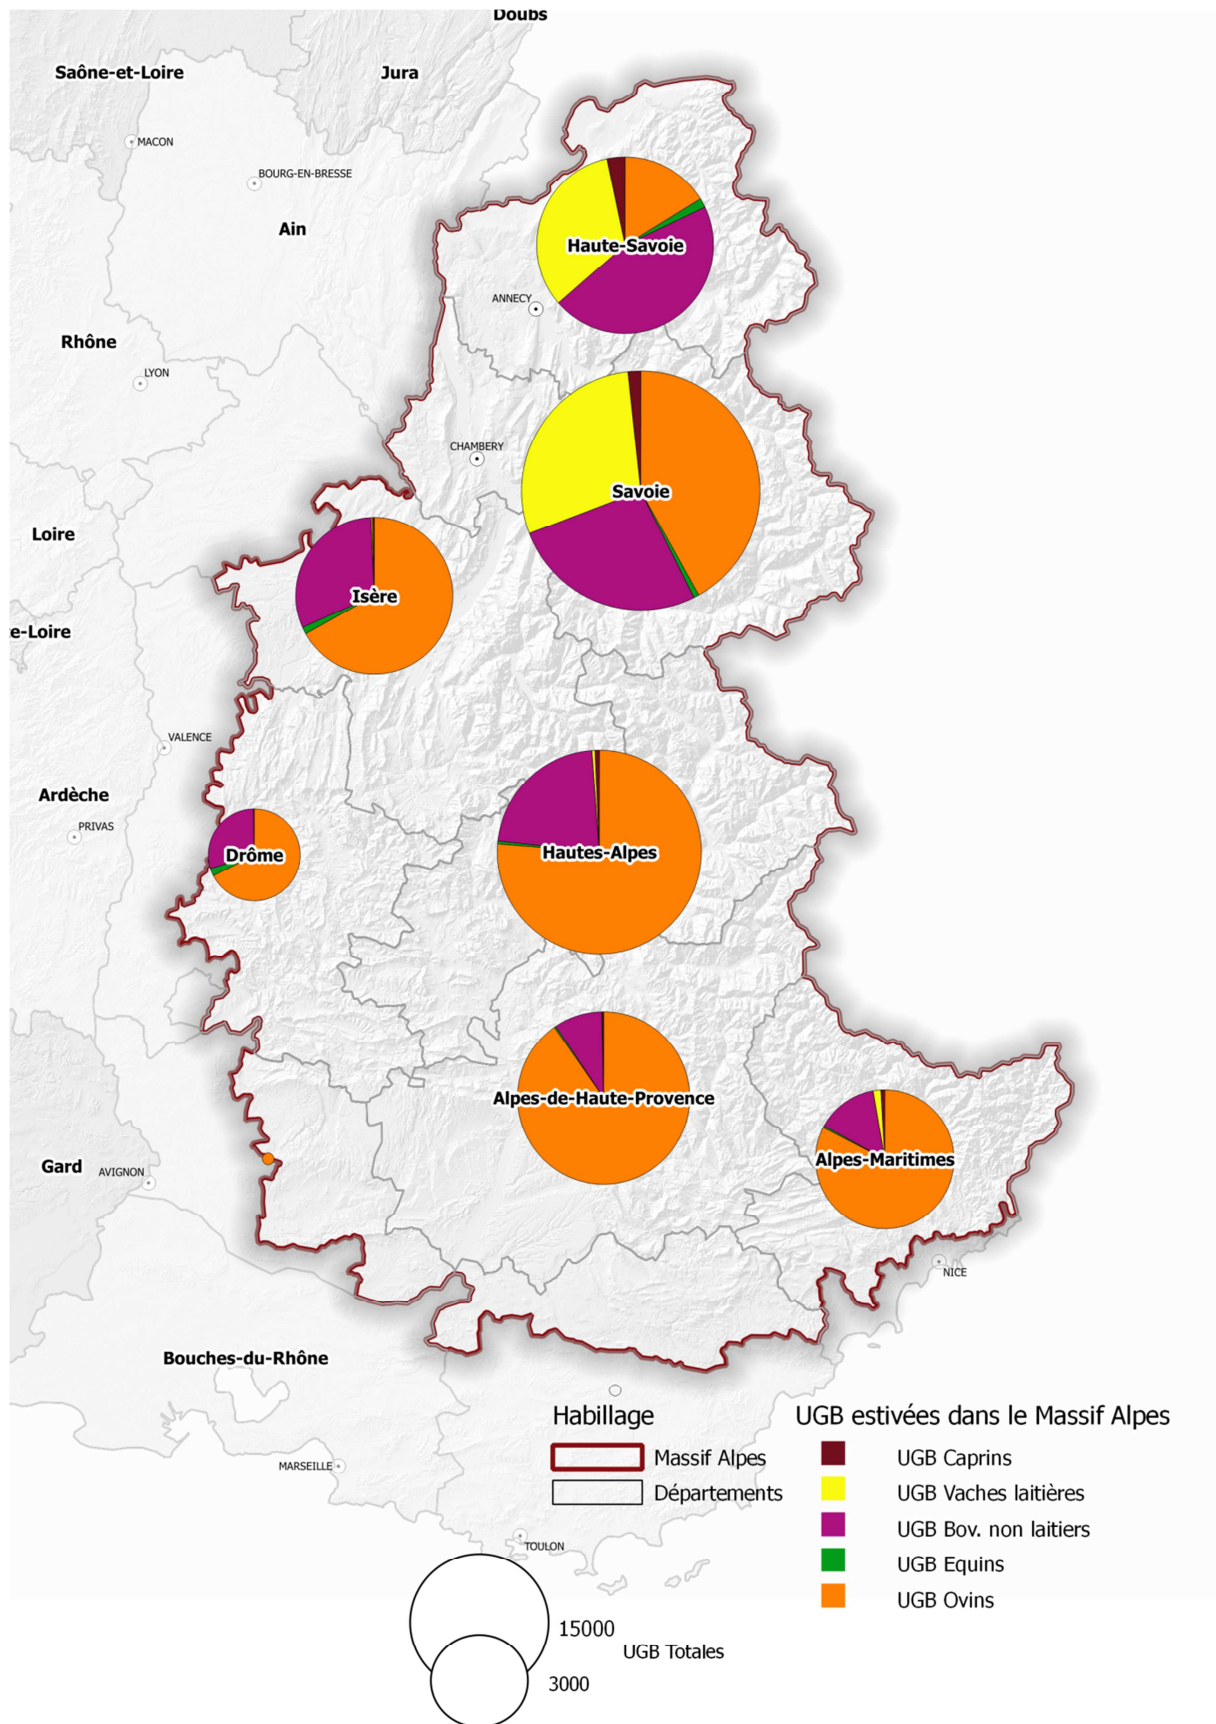 Doubs
Saône-et-Loire
Jura
MACON
BOURG-EN-BRESSE
Ain
Haute-Savoie
ANNECY
Rhône
LYON
CHAMBERY
Savoie
Loire
Isère
e-Loire
VALENCE
Ardèche
PRIVAS
Drôme
Hautes-Alpes
Alpes-de-Haute-Provence
Alpes-Maritimes
Gard
AVIGNON
NICE
Bouches-du-Rhône
MARSEILLE
TOULON
Habillage
Massif Alpes
Départements
UGB estivées dans le Massif Alpes
UGB Caprins
UGB Vaches laitières
UGB Bov. non laitiers
UGB Equins
UGB Ovins
15000
UGB Totales
3000